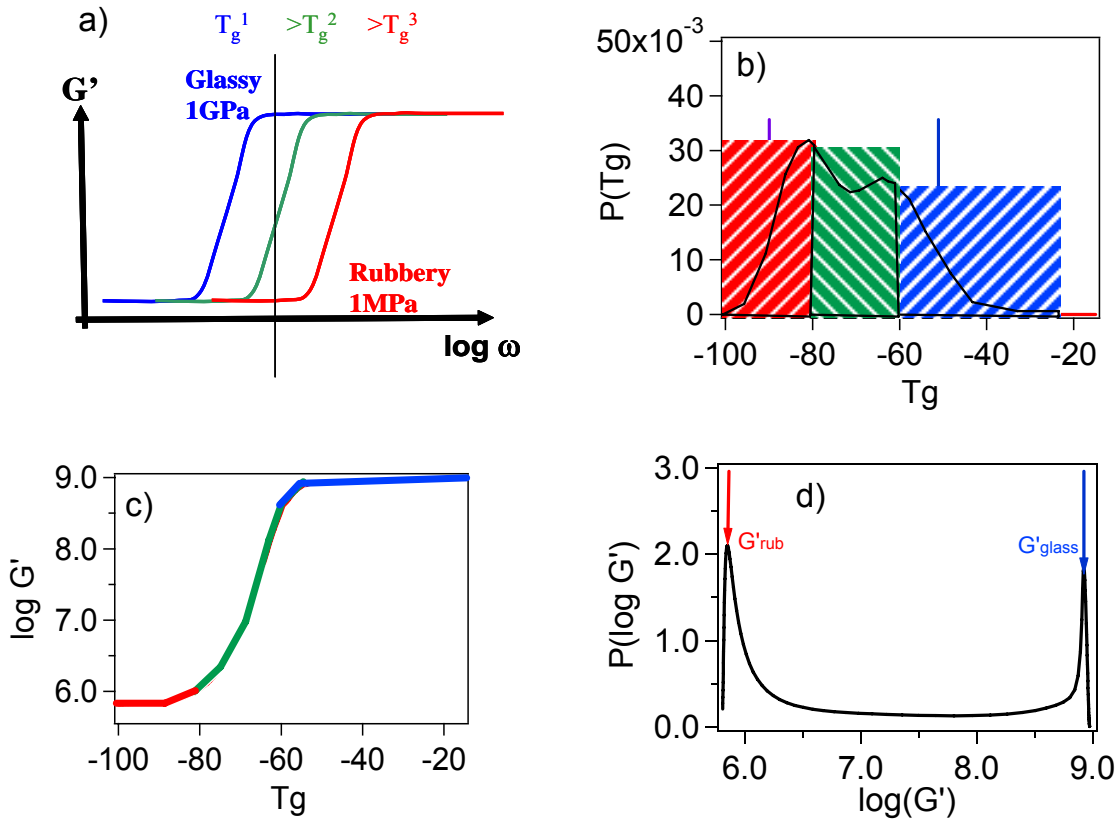 a)
Tg1 >Tg2 >Tg3
G’
Glassy
1GPa
Rubbery
1MPa
log ω
b)
50x10-3
40
30
20
10
0
P(Tg)
-100 -80 -60 -40 -20
Tg
c)
9.0
8.0
7.0
6.0
log G'
-100 -80 -60 -40 -20
Tg
d)
3.0
2.0
1.0
0.0
P(log G')
G'rub
G'glass
6.0 7.0 8.0 9.0
log(G')